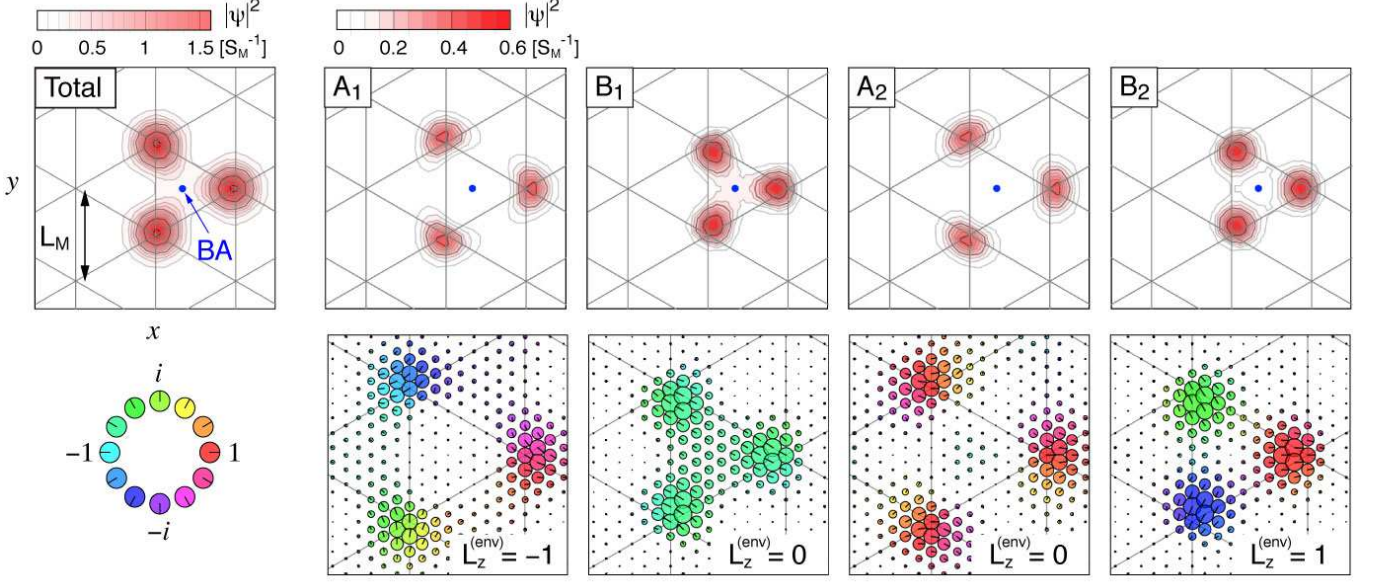 |ψ|²
0 0.5 1 1.5 [S_M⁻¹]
|ψ|²
0 0.2 0.4 0.6 [S_M⁻¹]
Total
A₁
B₁
A₂
B₂
y
L_M
BA
x
i
−1
1
−i
L_z^(env) = −1
L_z^(env) = 0
L_z^(env) = 0
L_z^(env) = 1